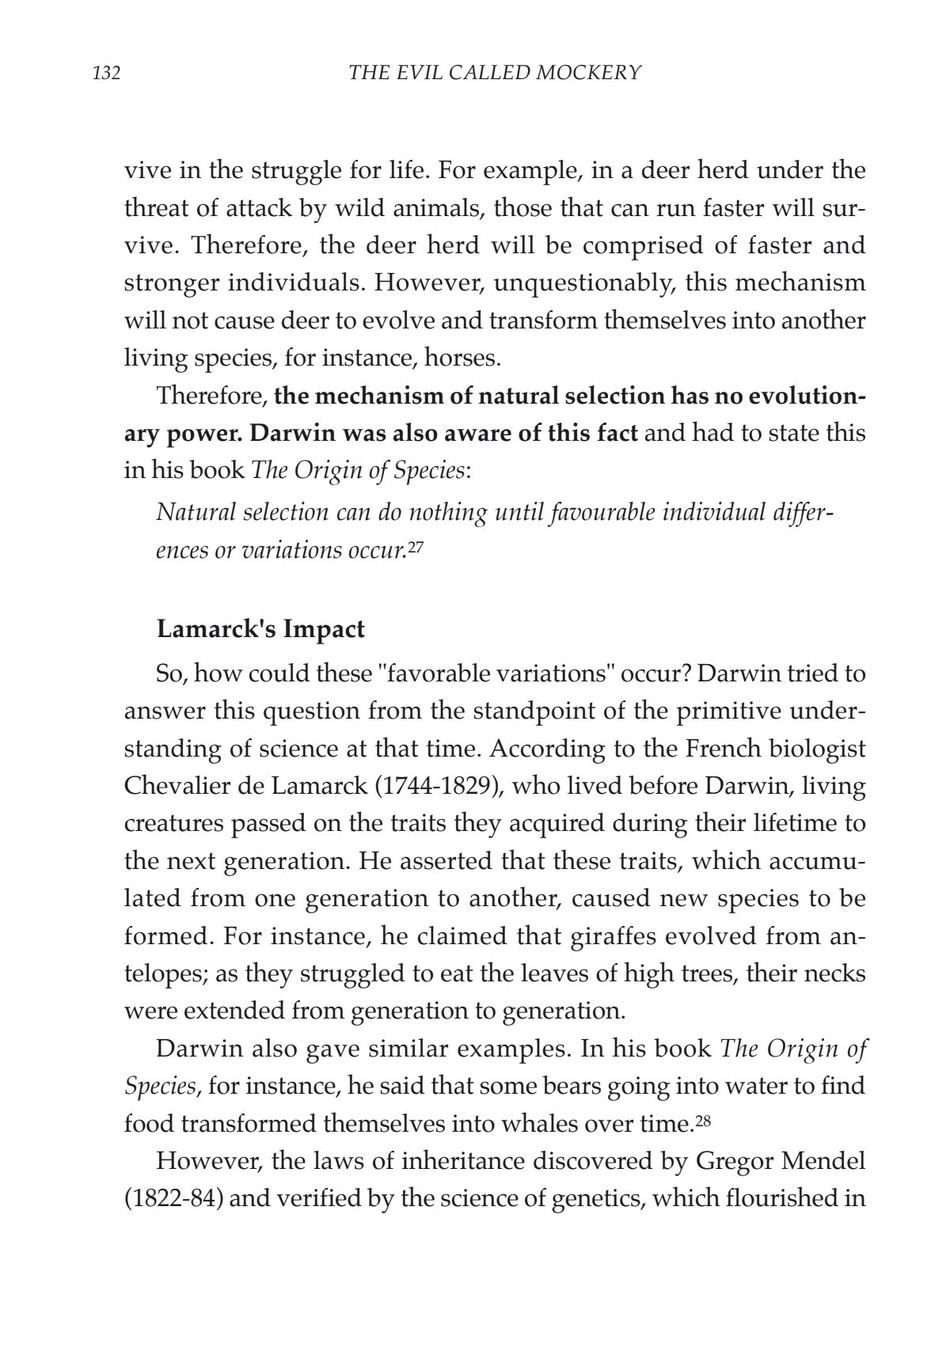 132
THE EVIL CALLED MOCKERY
vive in the struggle for life. For example, in a deer herd under the
threat of attack by wild animals, those that can run faster will sur-
vive. Therefore, the deer herd will be comprised of faster and
stronger individuals. However, unquestionably, this mechanism
will not cause deer to evolve and transform themselves into another
living species, for instance, horses.
Therefore, the mechanism of natural selection has no evolution-
ary power. Darwin was also aware of this fact and had to state this
in his book The Origin of Species:
Natural selection can do nothing until favourable individual differ-
ences or variations occur.27
Lamarck's Impact
So, how could these "favorable variations" occur? Darwin tried to
answer this question from the standpoint of the primitive under-
standing of science at that time. According to the French biologist
Chevalier de Lamarck (1744-1829), who lived before Darwin, living
creatures passed on the traits they acquired during their lifetime to
the next generation. He asserted that these traits, which accumu-
lated from one generation to another, caused new species to be
formed. For instance, he claimed that giraffes evolved from an-
telopes; as they struggled to eat the leaves of high trees, their necks
were extended from generation to generation.
Darwin also gave similar examples. In his book The Origin of
Species, for instance, he said that some bears going into water to find
food transformed themselves into whales over time.28
However, the laws of inheritance discovered by Gregor Mendel
(1822-84) and verified by the science of genetics, which flourished in